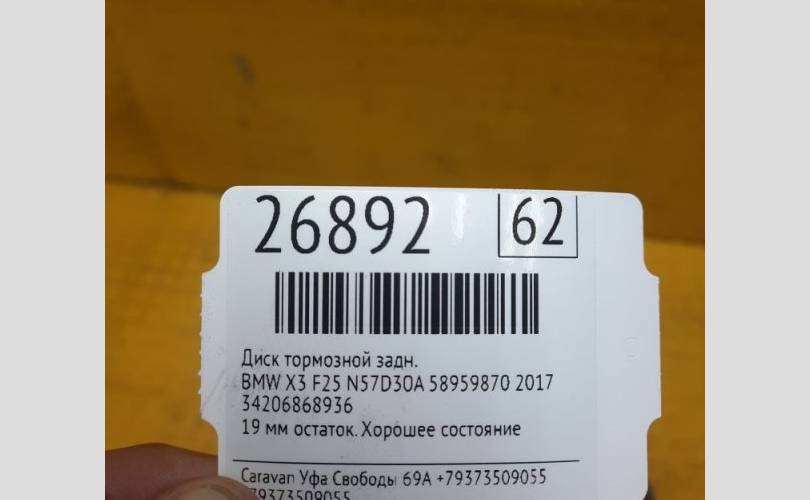 26892 62
Диск тормозной задн.
BMW X3 F25 N57D30A 58959870 2017
34206868936
19 мм остаток. Хорошее состояние
Caravan Уфа Свободы 69А +79373509055
+79373509055